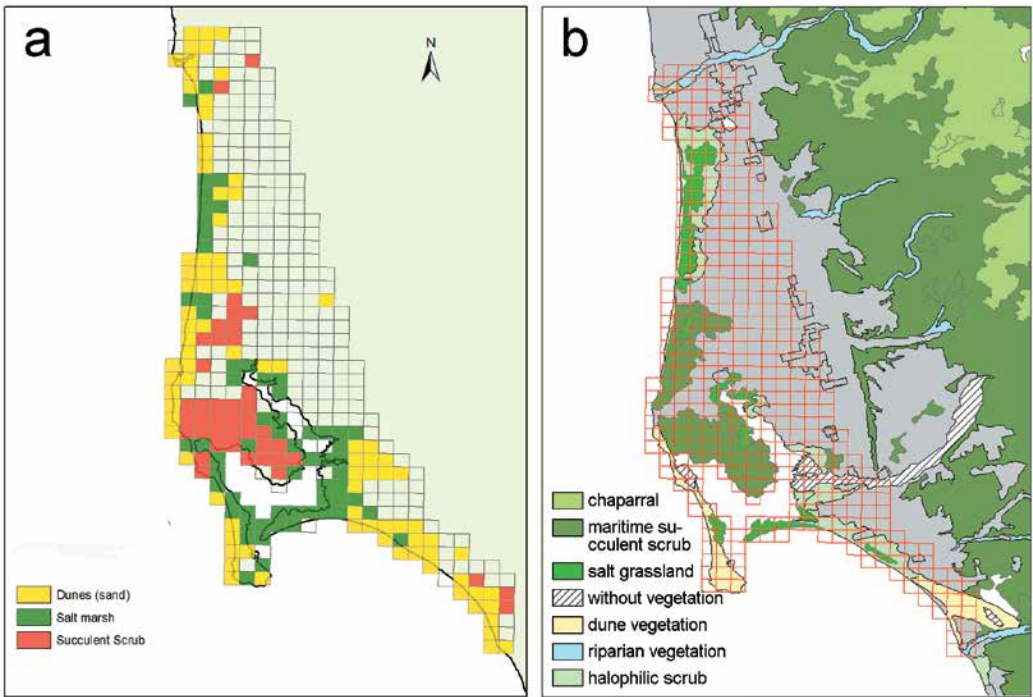 a
N
Dunes (sand)
Salt marsh
Succulent Scrub
b
chaparral
maritime su-
cculent scrub
salt grassland
without vegetation
dune vegetation
riparian vegetation
halophilic scrub